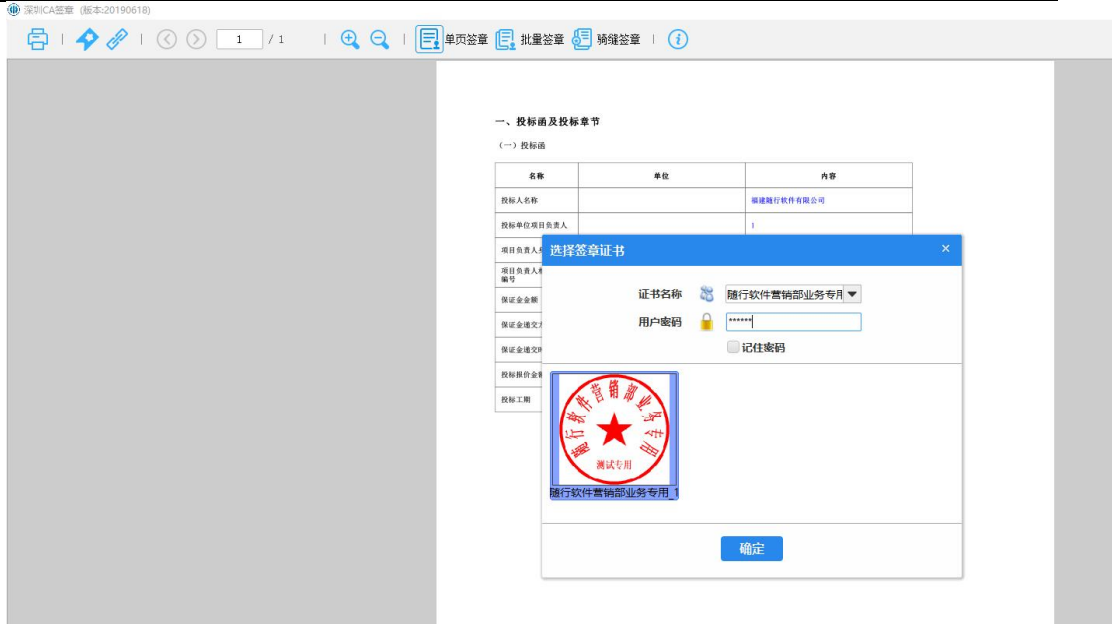 深圳CA签章 (版本:20190618)
1 / 1 单页签章 批量签章 骑缝签章
一、投标函及投标章节
（一）投标函
名称 单位 内容
投标人名称 福建随行软件有限公司
投标单位项目负责人 1
项目负责人
项目负责人
编号
保证金金额
保证金递交
保证金递交
投标报价金
投标工期
选择签章证书 ×
证书名称 随行软件营销部业务专用
用户密码 ******
记住密码
随行软件营销部业务专用
测试专用
随行软件营销部业务专用_1
确定